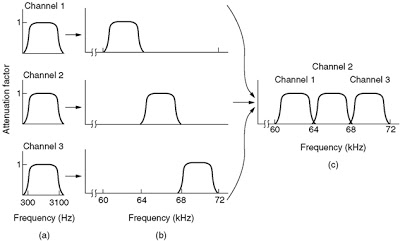 Channel 1
1
Channel 2
1
Channel 3
1
Attenuation factor
300 3100
Frequency (Hz)
(a)
60 64 68 72
Frequency (kHz)
(b)
Channel 2
Channel 1 Channel 3
60 64 68 72
Frequency (kHz)
(c)